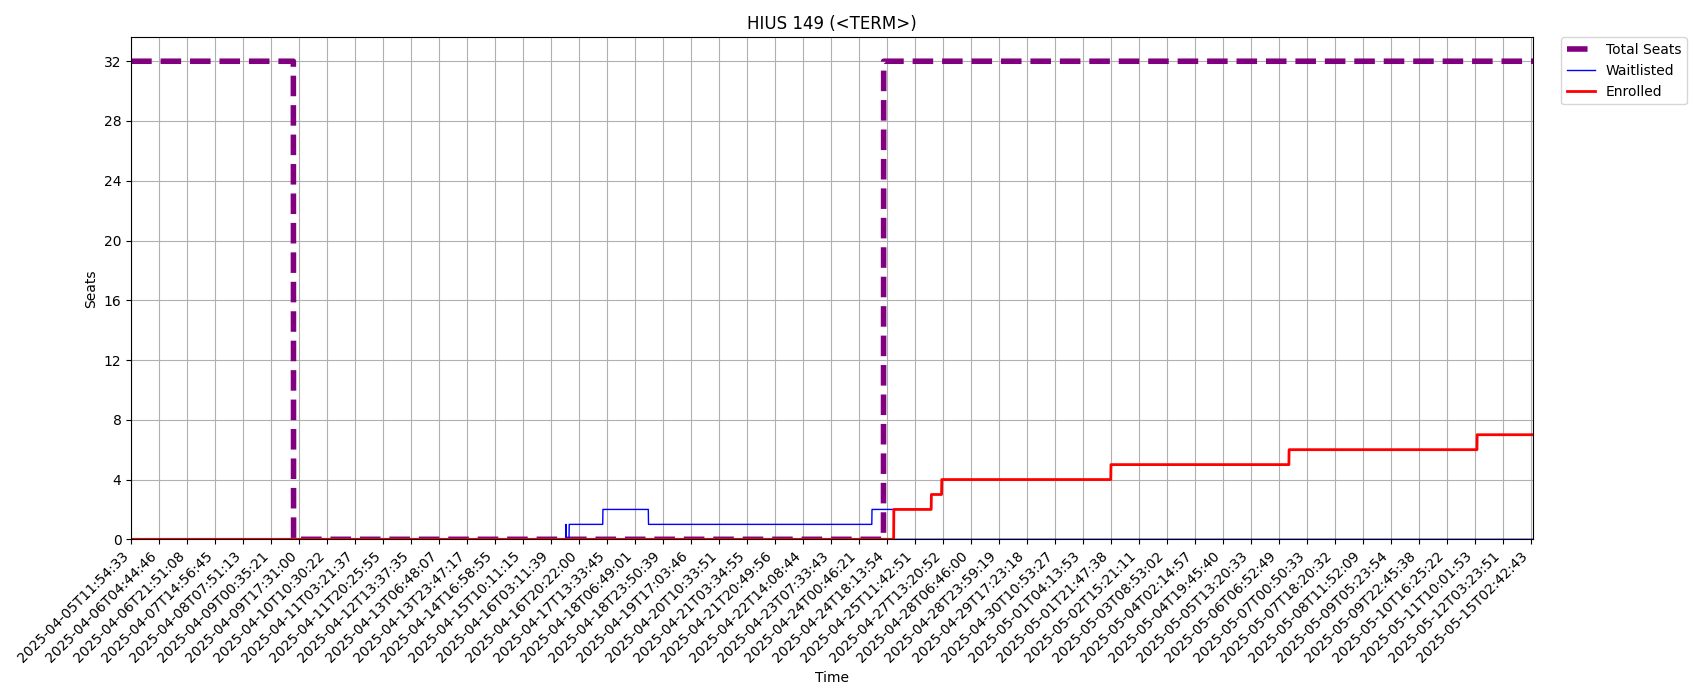 HIUS 149 (<TERM>)
Total Seats
Waitlisted
Enrolled
Seats
32
28
24
20
16
12
8
4
0
2025-04-05T11:54:33
2025-04-06T04:44:46
2025-04-06T21:51:08
2025-04-07T14:56:45
2025-04-08T07:51:13
2025-04-09T00:35:21
2025-04-09T17:31:00
2025-04-10T10:30:22
2025-04-11T03:21:37
2025-04-11T20:25:55
2025-04-12T13:37:35
2025-04-13T06:48:07
2025-04-13T23:47:17
2025-04-14T16:58:55
2025-04-15T10:11:15
2025-04-16T03:11:39
2025-04-16T20:22:00
2025-04-17T13:33:45
2025-04-18T06:49:01
2025-04-18T23:50:39
2025-04-19T17:03:46
2025-04-20T10:33:51
2025-04-21T03:34:55
2025-04-21T20:49:56
2025-04-22T14:08:44
2025-04-23T07:33:43
2025-04-24T00:46:21
2025-04-24T18:13:54
2025-04-25T11:42:51
2025-04-27T13:20:52
2025-04-28T06:46:00
2025-04-28T23:59:19
2025-04-29T17:23:18
2025-04-30T10:53:27
2025-05-01T04:13:53
2025-05-01T21:47:38
2025-05-02T15:21:11
2025-05-03T08:53:02
2025-05-04T02:14:57
2025-05-04T19:45:40
2025-05-05T13:20:33
2025-05-06T06:52:49
2025-05-07T00:50:33
2025-05-07T18:20:32
2025-05-08T11:52:09
2025-05-09T05:23:54
2025-05-09T22:45:38
2025-05-10T16:25:22
2025-05-11T10:01:53
2025-05-12T03:23:51
2025-05-15T02:42:43
Time